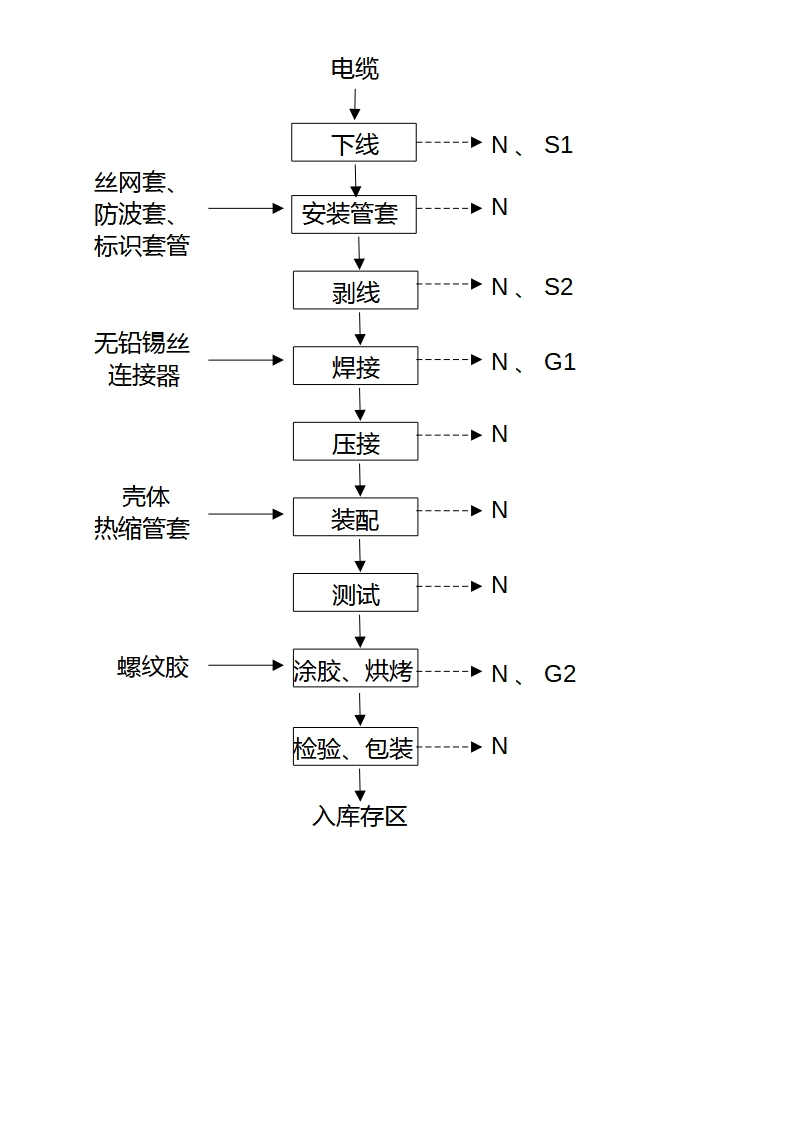 电缆
下线
N 、 S1
丝网套、
防波套、
标识套管
安装管套
N
剥线
N 、 S2
无铅锡丝
连接器
焊接
N 、 G1
压接
N
壳体
热缩管套
装配
N
测试
N
螺纹胶
涂胶、烘烤
N 、 G2
检验、包装
N
入库存区